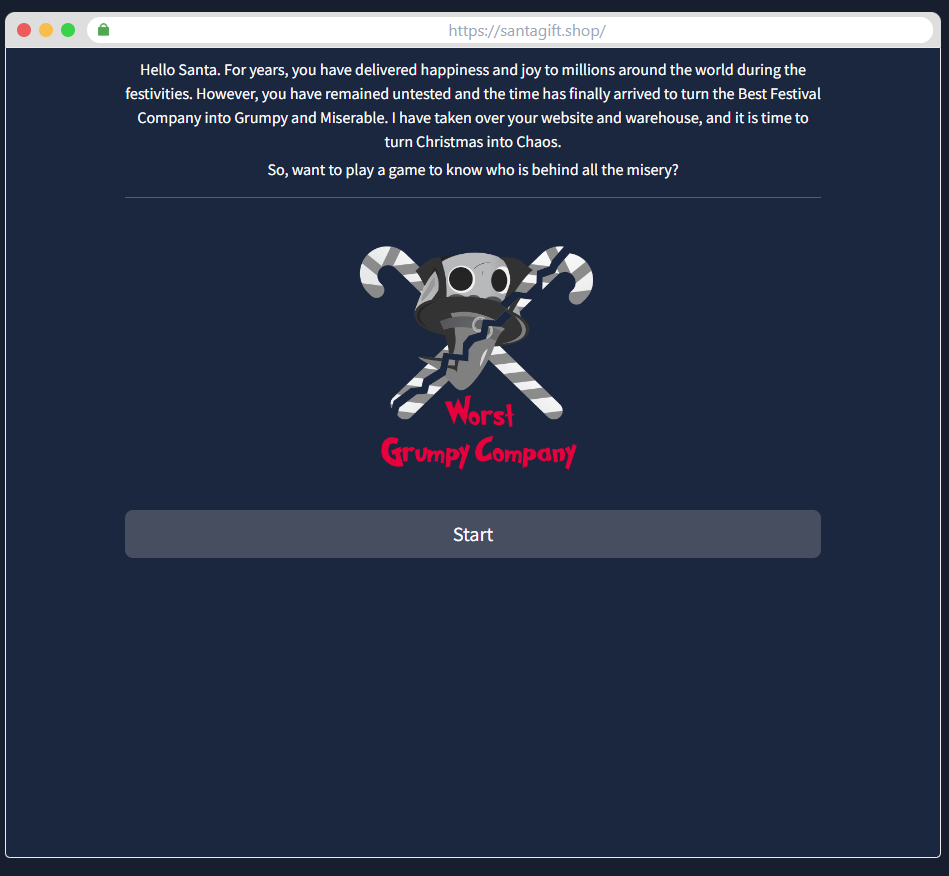 https://santagift.shop/
Hello Santa. For years, you have delivered happiness and joy to millions around the world during the
festivities. However, you have remained untested and the time has finally arrived to turn the Best Festival
Company into Grumpy and Miserable. I have taken over your website and warehouse, and it is time to
turn Christmas into Chaos.
So, want to play a game to know who is behind all the misery?
Worst
Grumpy Company
Start